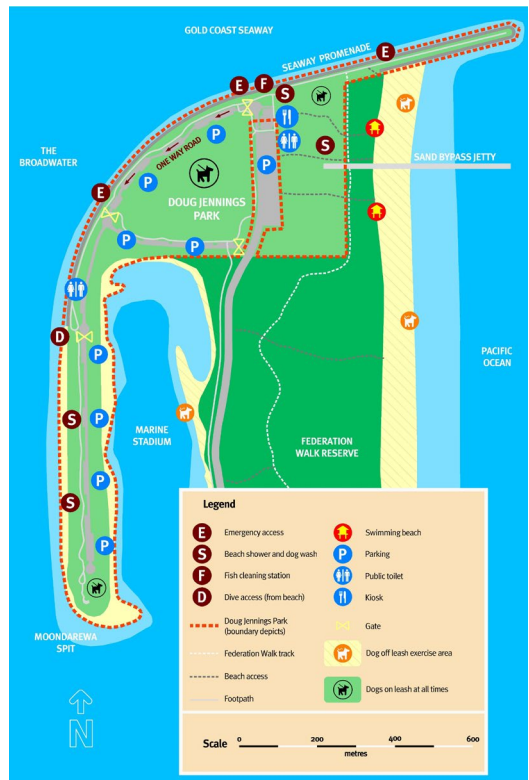 GOLD COAST SEAWAY
SEAWAY PROMENADE
E
E
F
S
THE
BROADWATER
P
ONE WAY ROAD
P
P
S
SAND BYPASS JETTY
E
DOUG JENNINGS
PARK
P
P
D
P
PACIFIC
OCEAN
S
P
MARINE
STADIUM
FEDERATION
WALK RESERVE
P
S
P
MOONDAREWA
SPIT
N
Legend
E Emergency access
S Beach shower and dog wash
F Fish cleaning station
D Dive access (from beach)
Doug Jennings Park
(boundary depicts)
Federation Walk track
Beach access
Footpath
Swimming beach
P Parking
Public toilet
Kiosk
Gate
Dog off leash exercise area
Dogs on leash at all times
Scale
0 200 400 600
metres